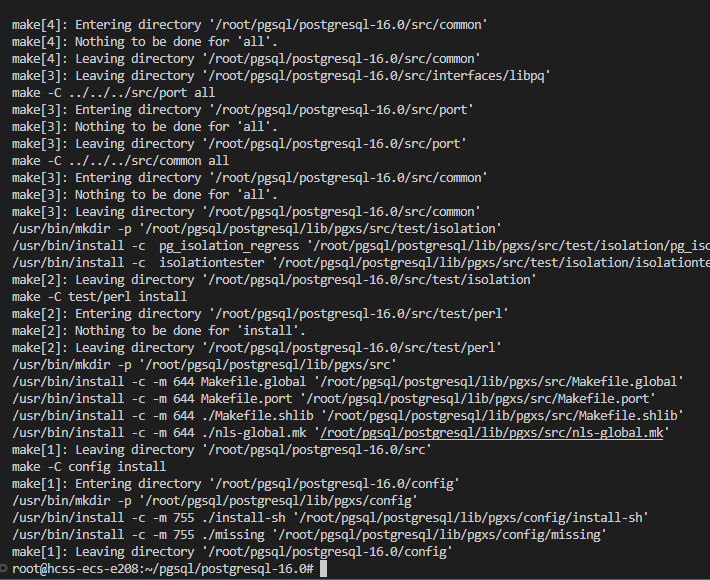 make[4]: Entering directory '/root/pgsql/postgresql-16.0/src/common'
make[4]: Nothing to be done for 'all'.
make[4]: Leaving directory '/root/pgsql/postgresql-16.0/src/common'
make[3]: Leaving directory '/root/pgsql/postgresql-16.0/src/interfaces/libpq'
make -C ../../../src/port all
make[3]: Entering directory '/root/pgsql/postgresql-16.0/src/port'
make[3]: Nothing to be done for 'all'.
make[3]: Leaving directory '/root/pgsql/postgresql-16.0/src/port'
make -C ../../../src/common all
make[3]: Entering directory '/root/pgsql/postgresql-16.0/src/common'
make[3]: Nothing to be done for 'all'.
make[3]: Leaving directory '/root/pgsql/postgresql-16.0/src/common'
/usr/bin/mkdir -p '/root/pgsql/postgresql/lib/pgxs/src/test/isolation'
/usr/bin/install -c  pg_isolation_regress '/root/pgsql/postgresql/lib/pgxs/src/test/isolation/pg_iso
/usr/bin/install -c  isolationtester '/root/pgsql/postgresql/lib/pgxs/src/test/isolation/isolationte
make[2]: Leaving directory '/root/pgsql/postgresql-16.0/src/test/isolation'
make -C test/perl install
make[2]: Entering directory '/root/pgsql/postgresql-16.0/src/test/perl'
make[2]: Nothing to be done for 'install'.
make[2]: Leaving directory '/root/pgsql/postgresql-16.0/src/test/perl'
/usr/bin/mkdir -p '/root/pgsql/postgresql/lib/pgxs/src'
/usr/bin/install -c -m 644 Makefile.global '/root/pgsql/postgresql/lib/pgxs/src/Makefile.global'
/usr/bin/install -c -m 644 Makefile.port '/root/pgsql/postgresql/lib/pgxs/src/Makefile.port'
/usr/bin/install -c -m 644 ./Makefile.shlib '/root/pgsql/postgresql/lib/pgxs/src/Makefile.shlib'
/usr/bin/install -c -m 644 ./nls-global.mk '/root/pgsql/postgresql/lib/pgxs/src/nls-global.mk'
make[1]: Leaving directory '/root/pgsql/postgresql-16.0/src'
make -C config install
make[1]: Entering directory '/root/pgsql/postgresql-16.0/config'
/usr/bin/mkdir -p '/root/pgsql/postgresql/lib/pgxs/config'
/usr/bin/install -c -m 755 ./install-sh '/root/pgsql/postgresql/lib/pgxs/config/install-sh'
/usr/bin/install -c -m 755 ./missing '/root/pgsql/postgresql/lib/pgxs/config/missing'
make[1]: Leaving directory '/root/pgsql/postgresql-16.0/config'
root@hcss-ecs-e208:~/pgsql/postgresql-16.0#